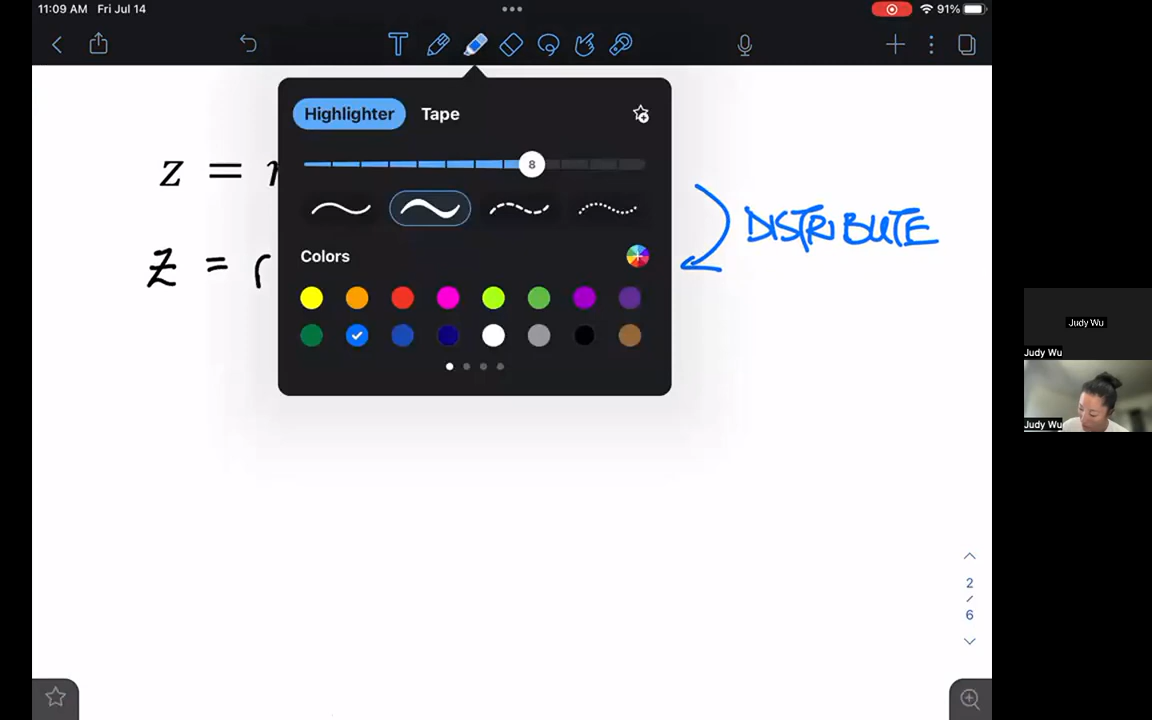 11:09 AM Fri Jul 14
91%
T
Highlighter Tape
8
z =
DISTRIBUTE
z = r
Colors
Judy Wu
Judy Wu
Judy Wu
2
/
6